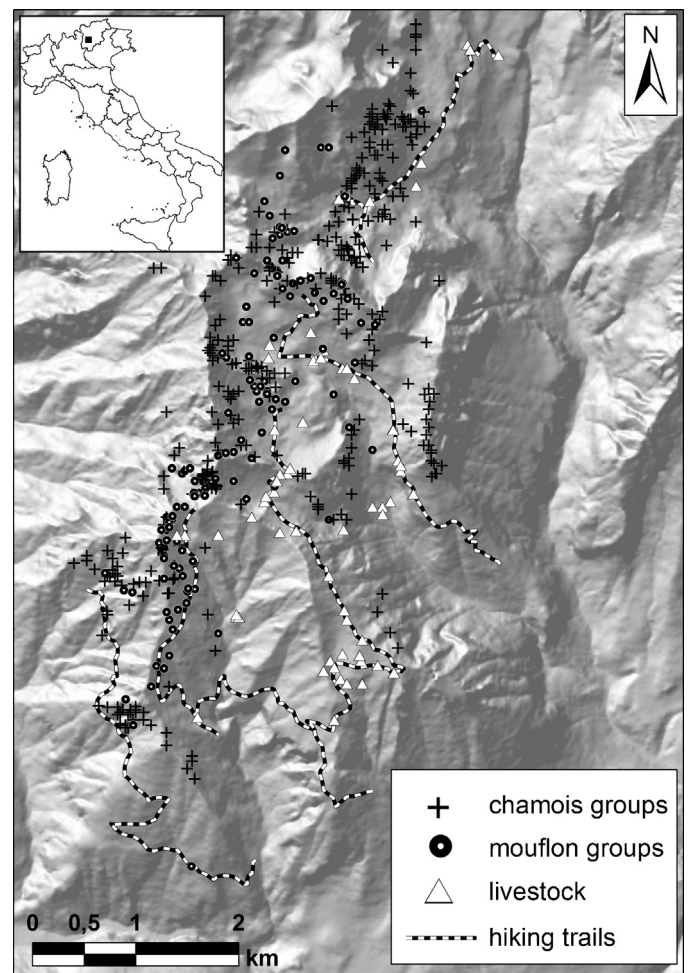 N
chamois groups
mouflon groups
livestock
hiking trails
0 0,5 1 2
km